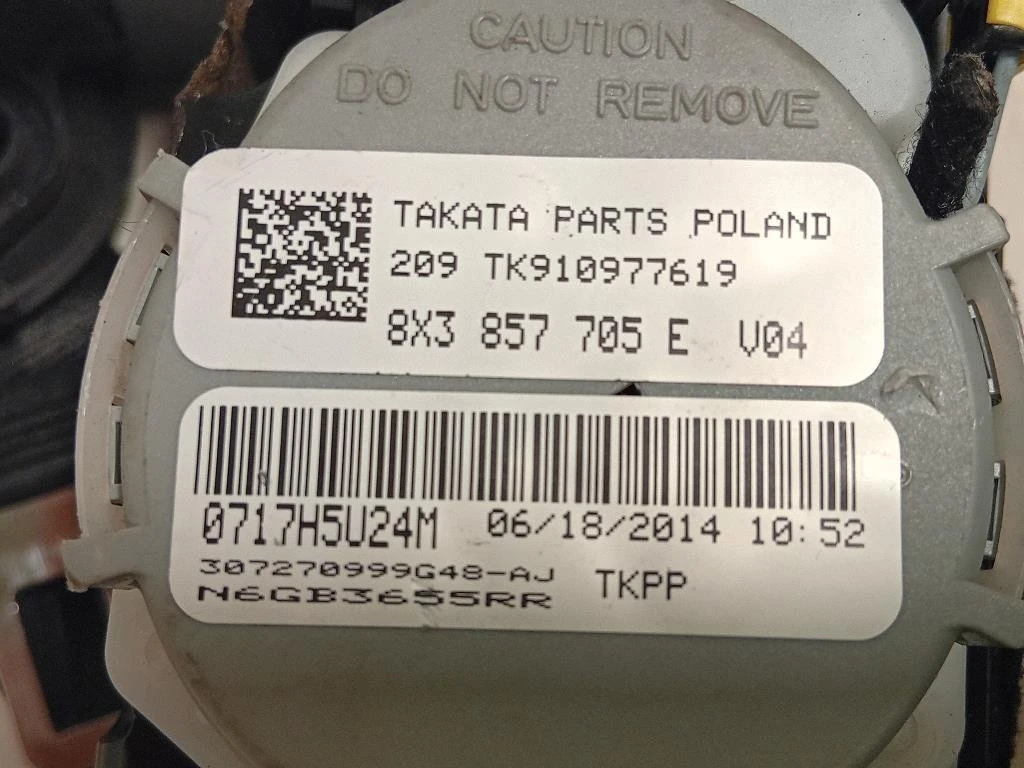 CAUTION
DO NOT REMOVE
TAKATA PARTS POLAND
209 TK910977619
8X3 857 705 E V04
0717H5U24M 06/18/2014 10:52
307270999G48-AJ
N6GB3655RR TKPP